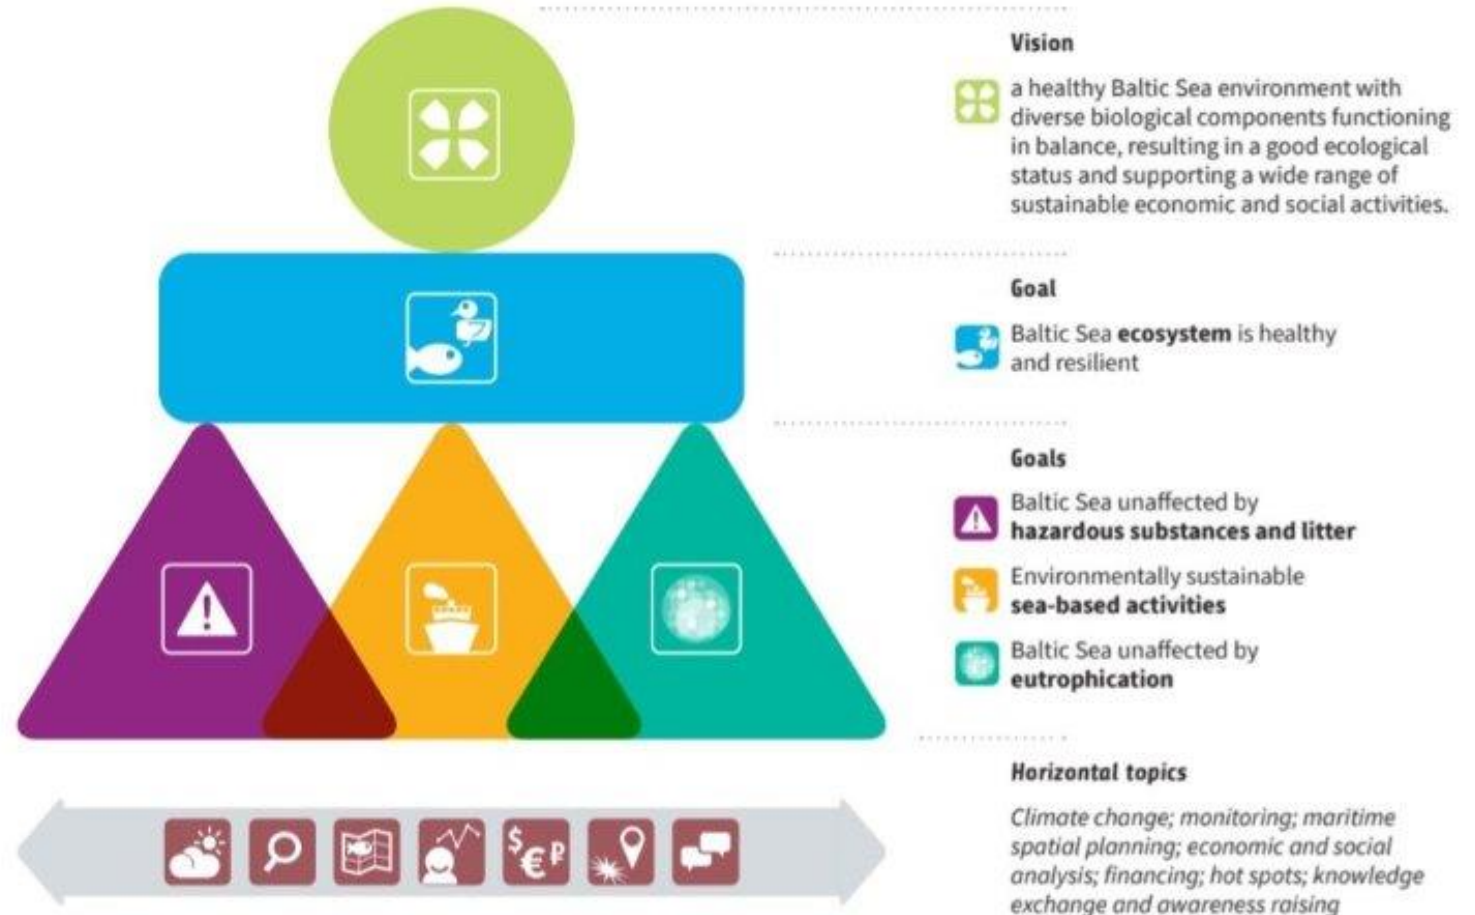 Vision
a healthy Baltic Sea environment with
diverse biological components functioning
in balance, resulting in a good ecological
status and supporting a wide range of
sustainable economic and social activities.
Goal
Baltic Sea ecosystem is healthy
and resilient
Goals
Baltic Sea unaffected by
hazardous substances and litter
Environmentally sustainable
sea-based activities
Baltic Sea unaffected by
eutrophication
Horizontal topics
Climate change; monitoring; maritime
spatial planning; economic and social
analysis; financing; hot spots; knowledge
exchange and awareness raising